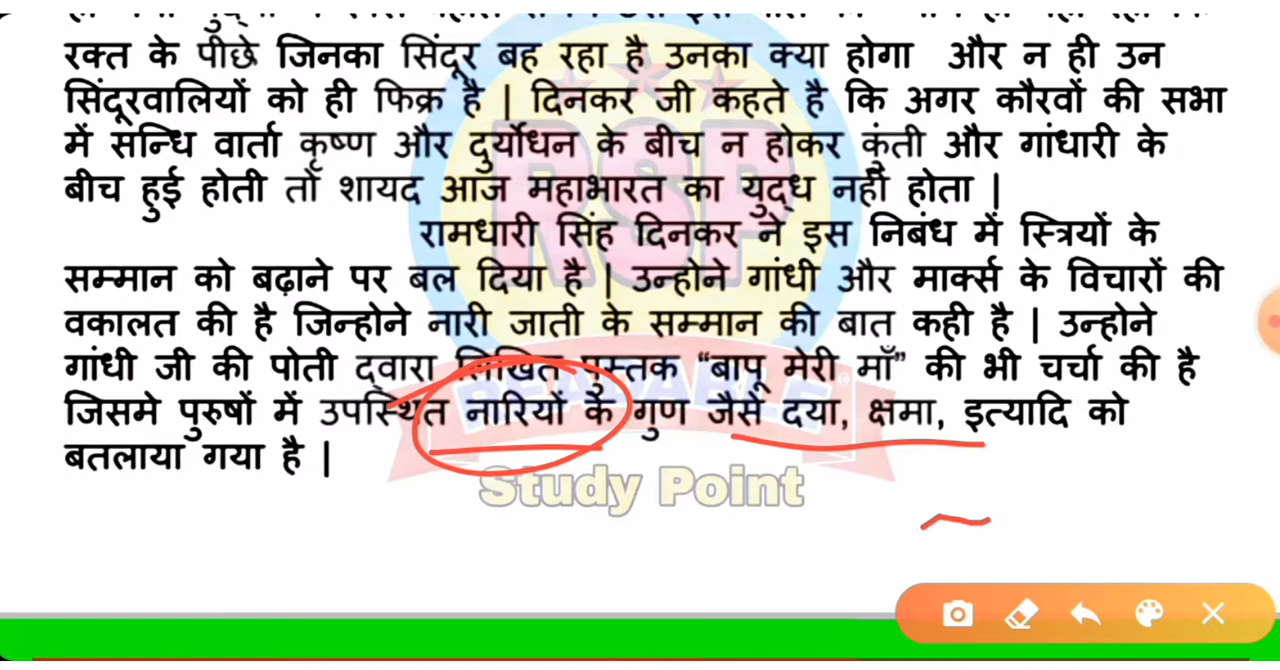 रक्त के पीछे जिनका सिंदूर बह रहा है उनका क्या होगा और न ही उन
सिंदूरवालियों को ही फिक्र है | दिनकर जी कहते है कि अगर कौरवों की सभा
में सन्धि वार्ता कृष्ण और दुर्योधन के बीच न होकर कुंती और गांधारी के
बीच हुई होती तो शायद आज महाभारत का युद्ध नही होता |
रामधारी सिंह दिनकर ने इस निबंध में स्त्रियों के
सम्मान को बढ़ाने पर बल दिया है | उन्होने गांधी और मार्क्स के विचारों की
वकालत की है जिन्होने नारी जाती के सम्मान की बात कही है | उन्होने
गांधी जी की पोती द्वारा लिखित पुस्तक “बापू मेरी माँ” की भी चर्चा की है
जिसमे पुरुषों में उपस्थित नारियों के गुण जैसे दया, क्षमा, इत्यादि को
बतलाया गया है |
RSP
READABLE
Study Point